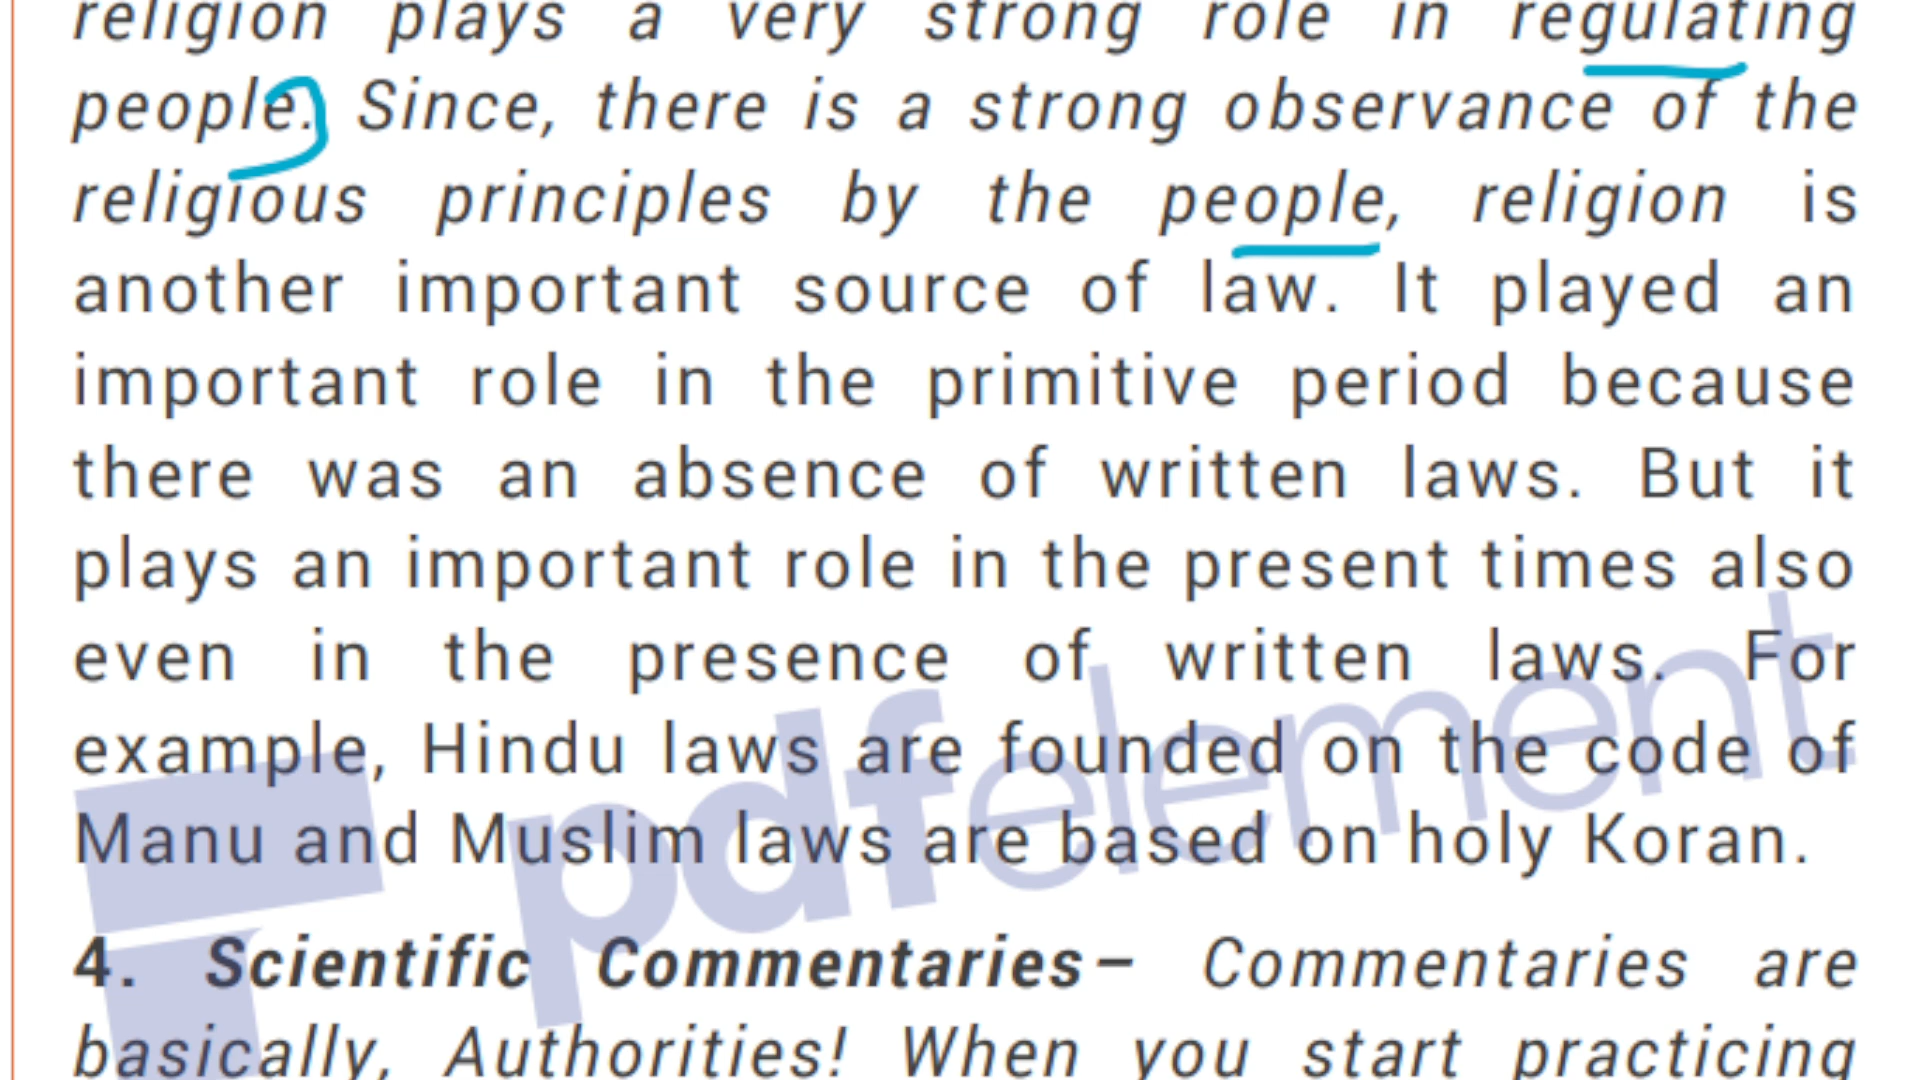 religion plays a very strong role in regulating
people. Since, there is a strong observance of the
religious principles by the people, religion is
another important source of law. It played an
important role in the primitive period because
there was an absence of written laws. But it
plays an important role in the present times also
even in the presence of written laws. For
example, Hindu laws are founded on the code of
Manu and Muslim laws are based on holy Koran.
pdfelement
4. Scientific Commentaries– Commentaries are
basically, Authorities! When you start practicing